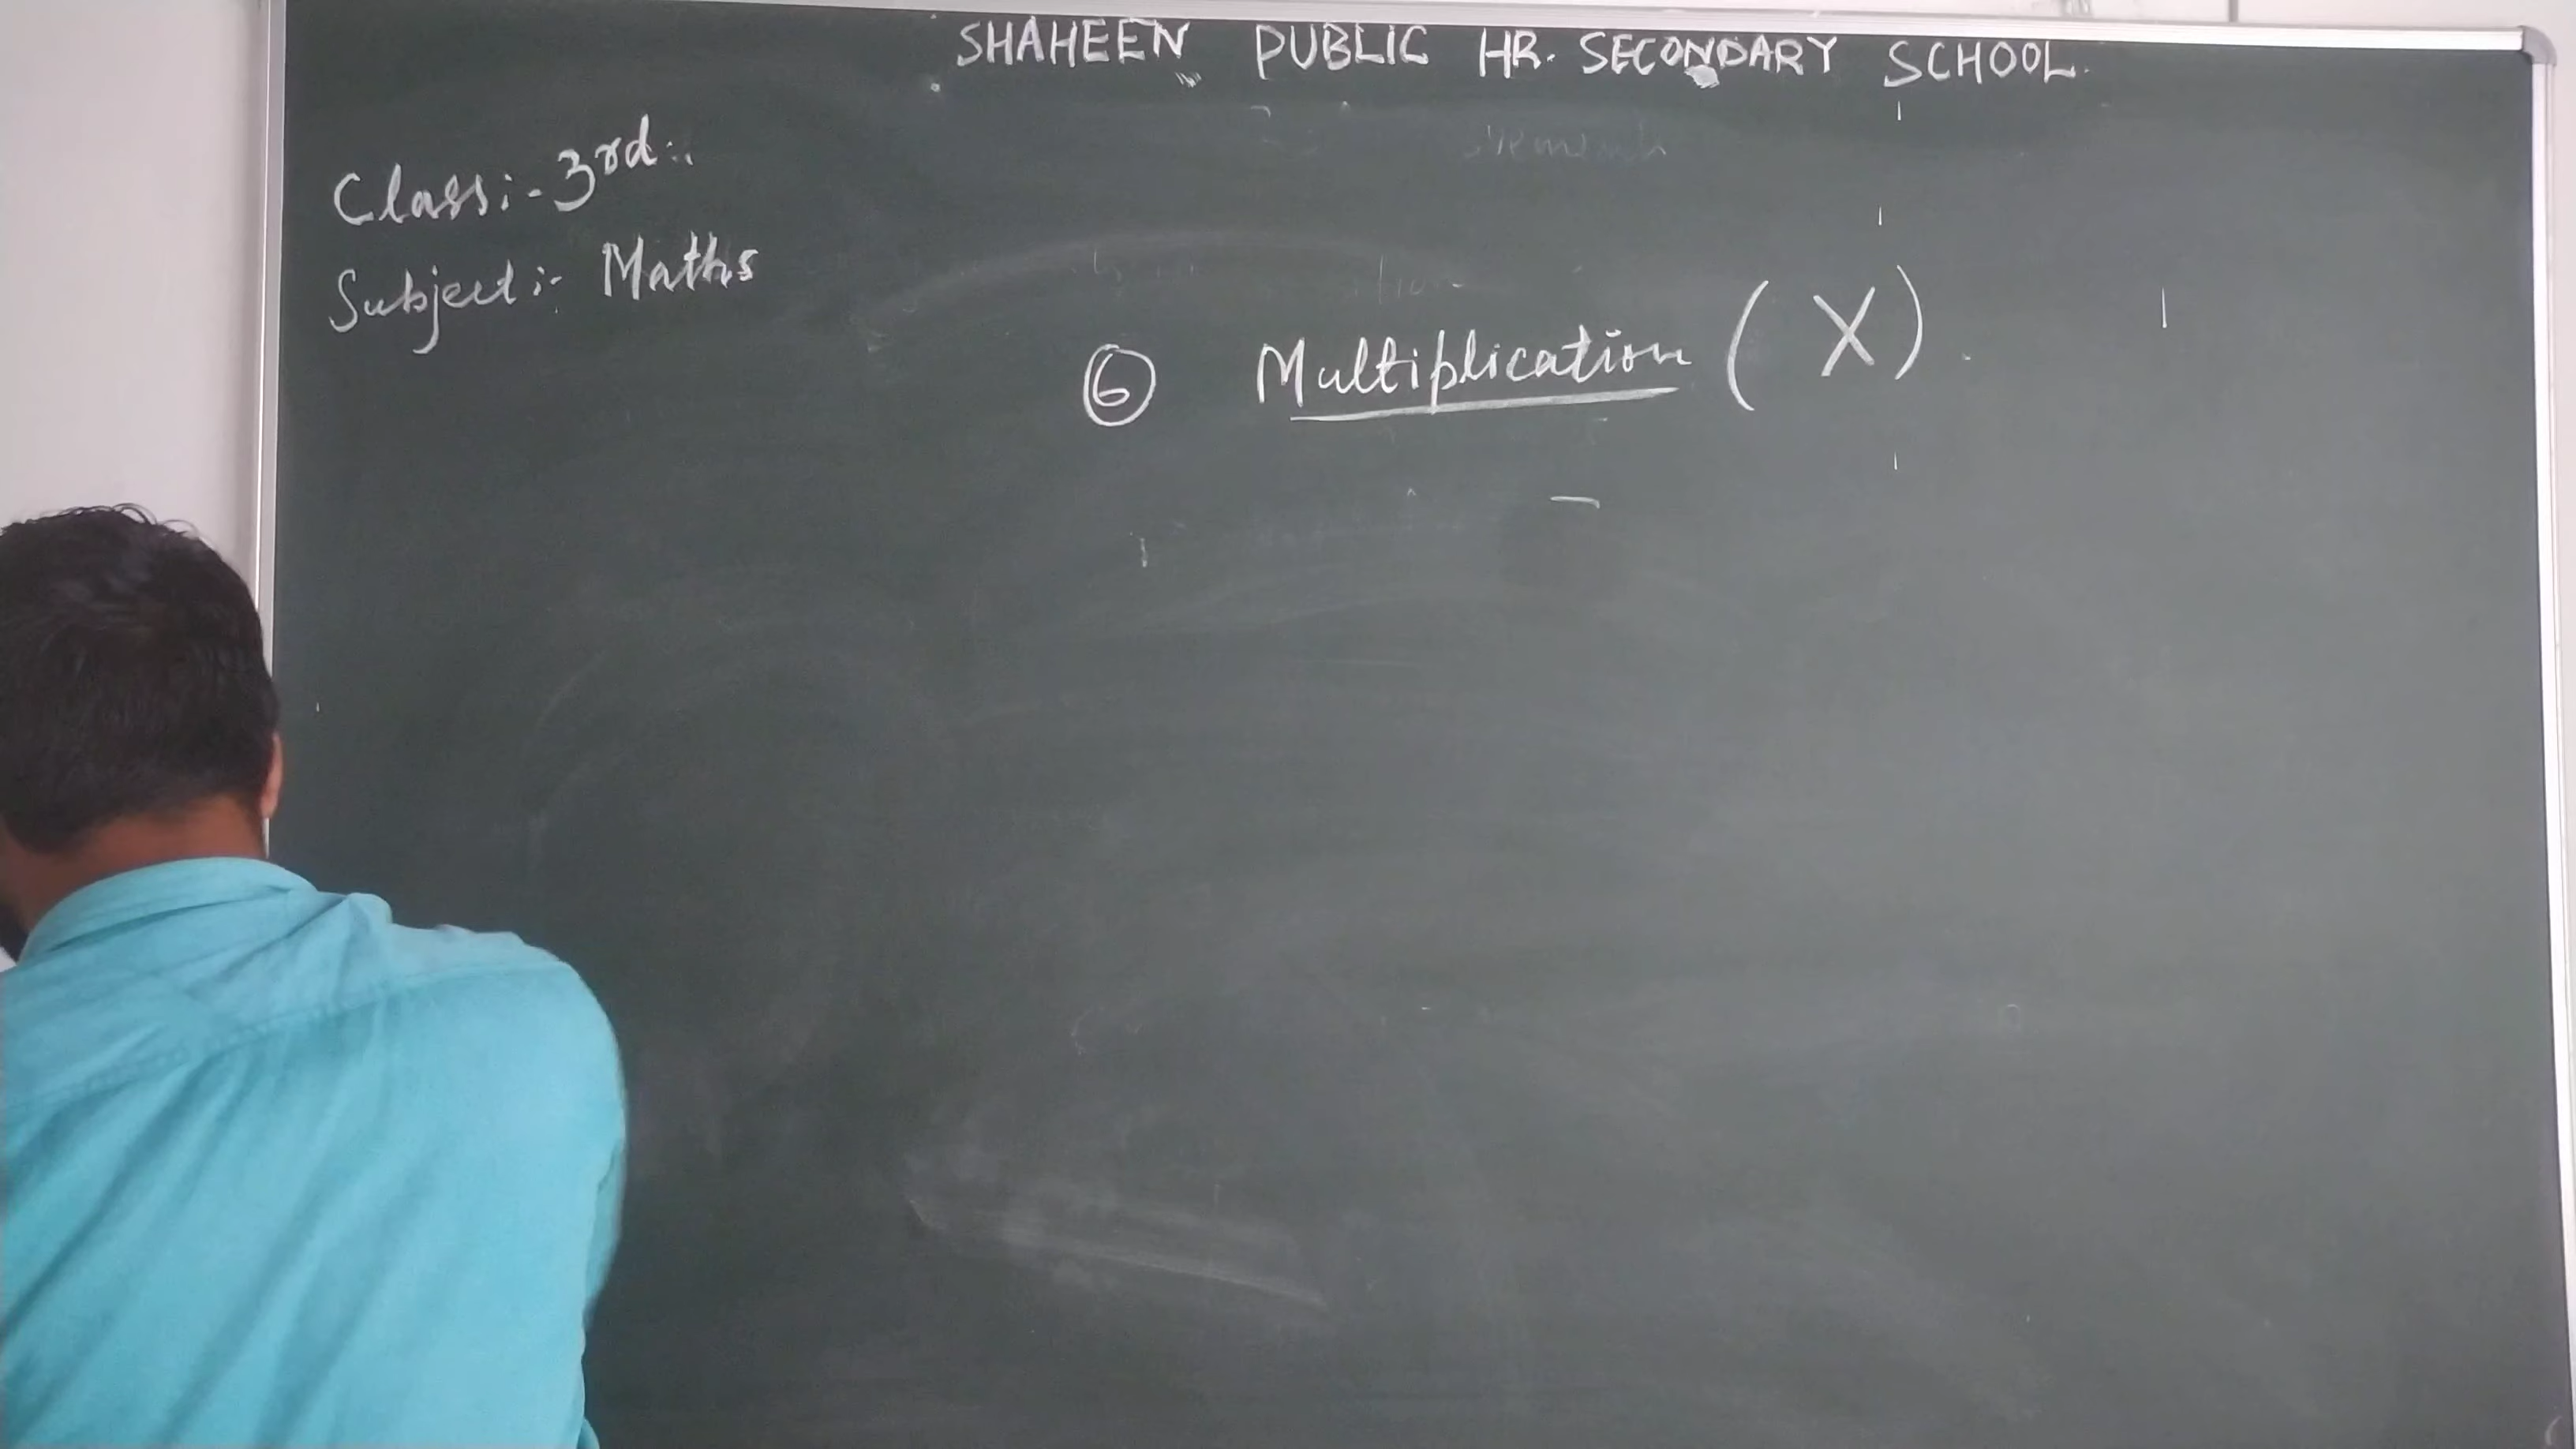 SHAHEEN PUBLIC HR. SECONDARY SCHOOL.
Class:- 3rd:.
Subject:- Maths
6 Multiplication ( X ).